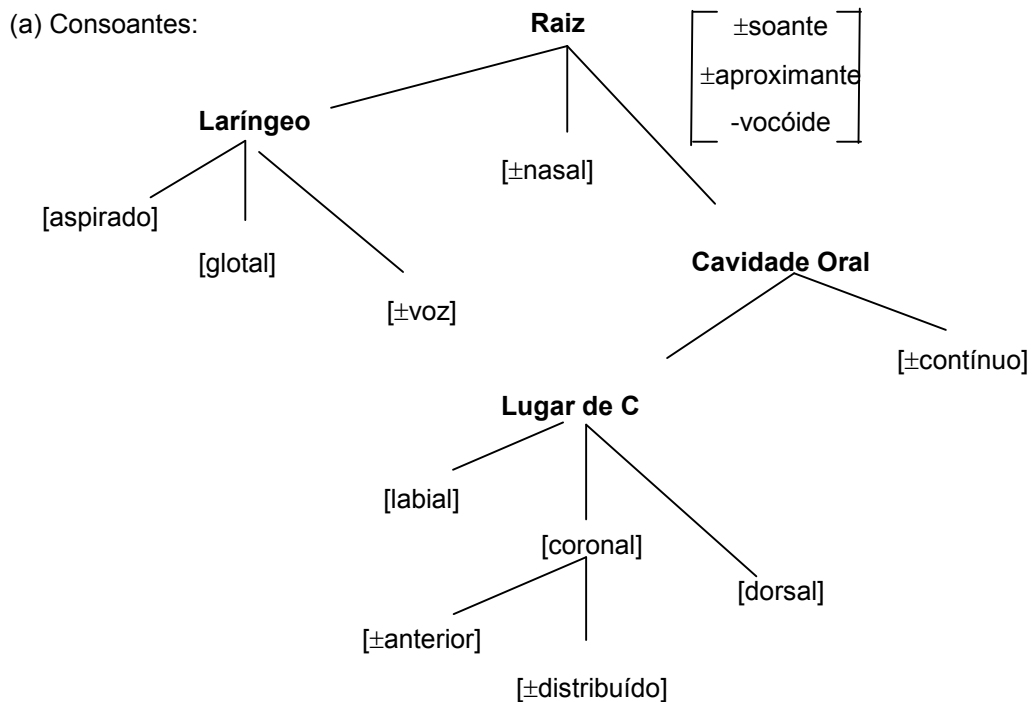 (a) Consoantes:
Raiz
±soante
±aproximante
-vocóide
Laríngeo
[±nasal]
[aspirado]
[glotal]
[±voz]
Cavidade Oral
[±contínuo]
Lugar de C
[labial]
[coronal]
[dorsal]
[±anterior]
[±distribuído]